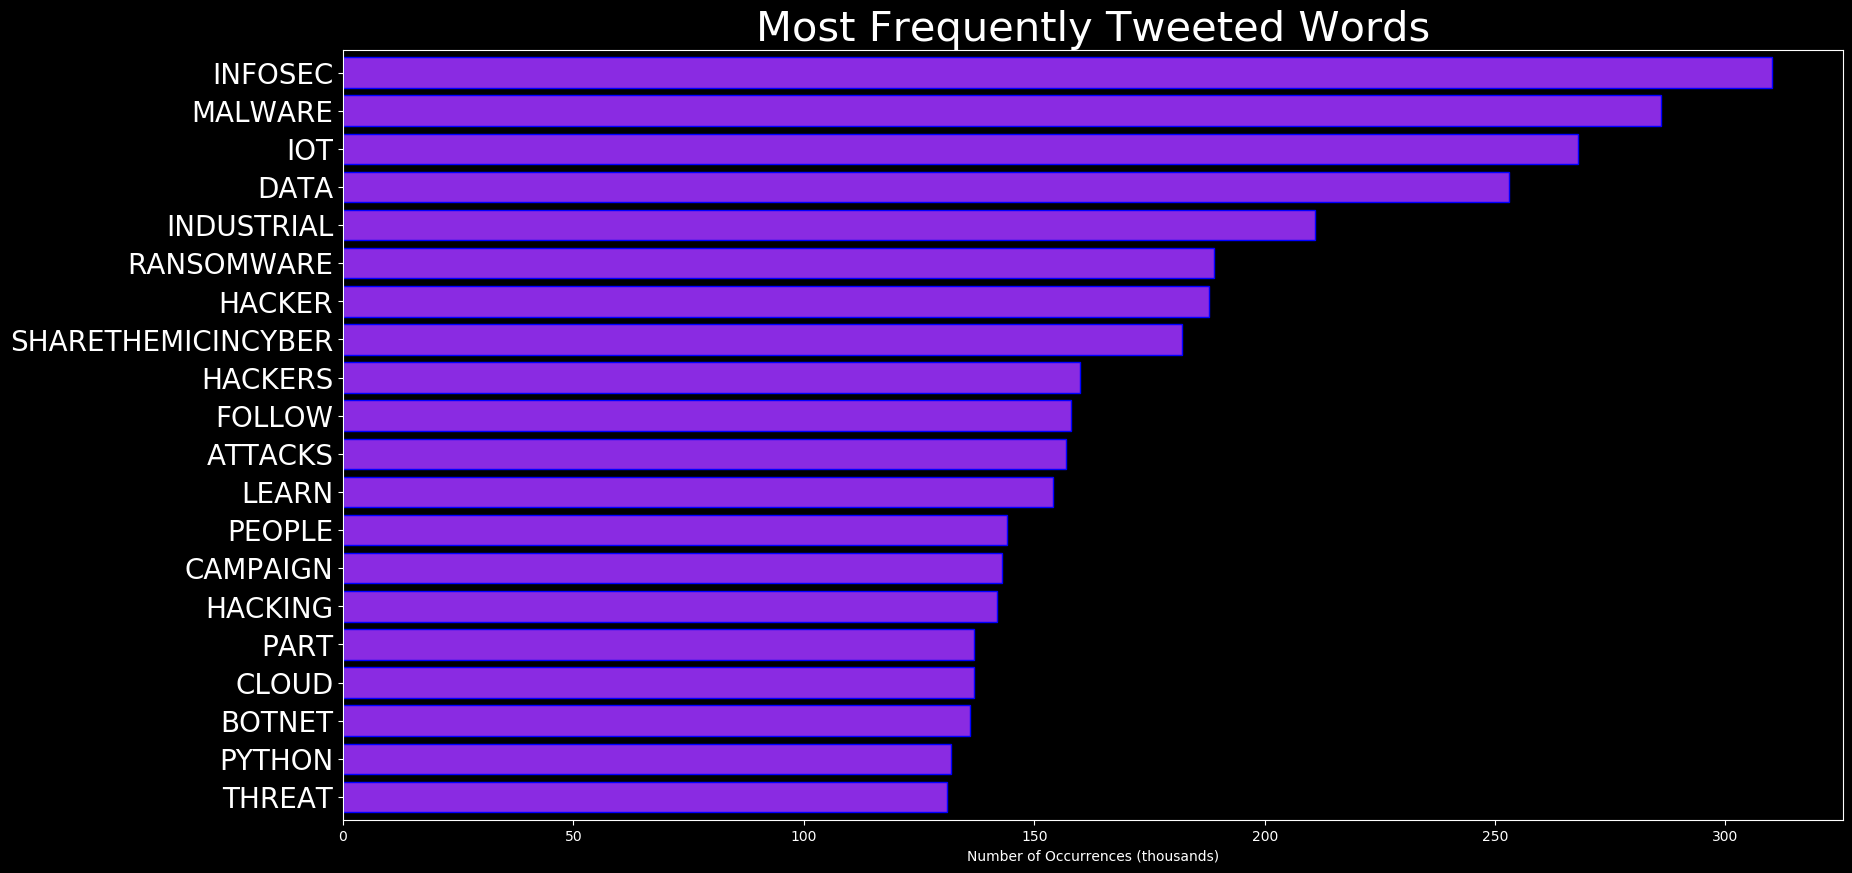 Most Frequently Tweeted Words
INFOSEC
MALWARE
IOT
DATA
INDUSTRIAL
RANSOMWARE
HACKER
SHARETHEMICINCYBER
HACKERS
FOLLOW
ATTACKS
LEARN
PEOPLE
CAMPAIGN
HACKING
PART
CLOUD
BOTNET
PYTHON
THREAT
0 50 100 150 200 250 300
Number of Occurrences (thousands)